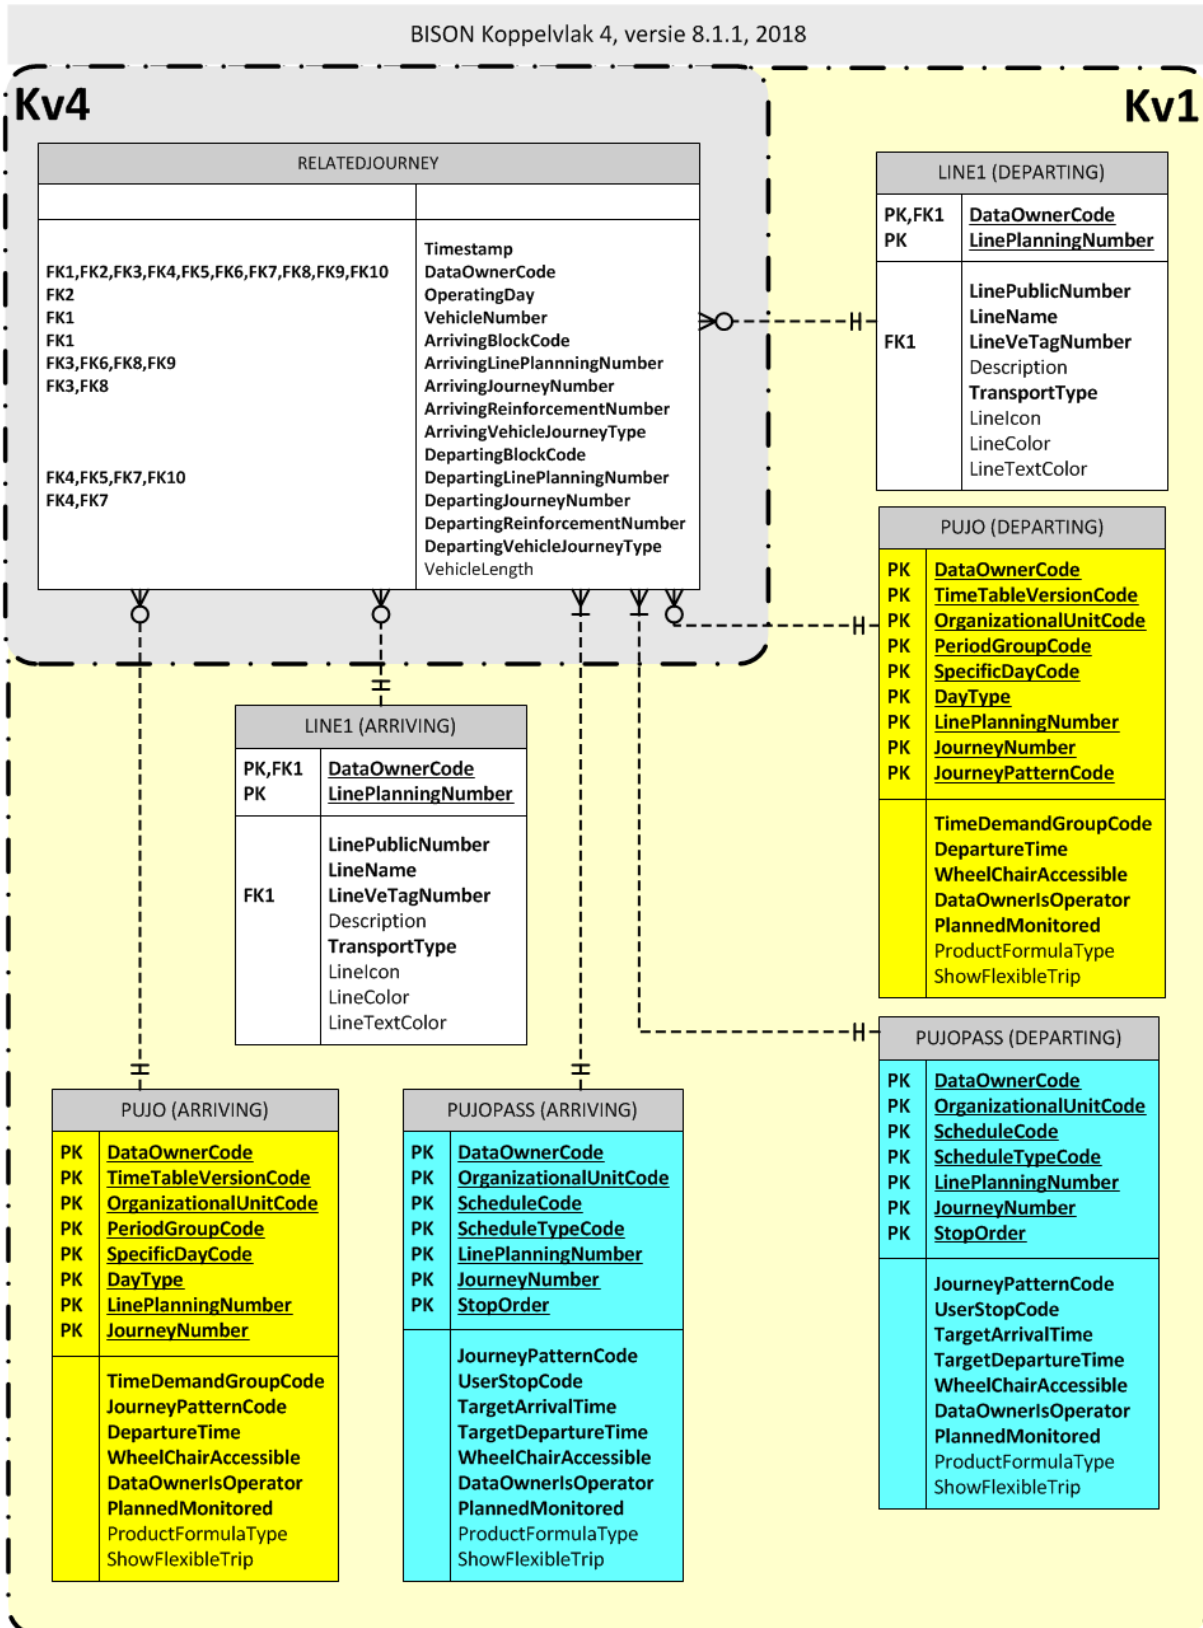 BISON Koppelvlak 4, versie 8.1.1, 2018
Kv4
Kv1
RELATEDJOURNEY
Timestamp
FK1,FK2,FK3,FK4,FK5,FK6,FK7,FK8,FK9,FK10 DataOwnerCode
FK2 OperatingDay
FK1 VehicleNumber
FK1 ArrivingBlockCode
FK3,FK6,FK8,FK9 ArrivingLinePlannningNumber
FK3,FK8 ArrivingJourneyNumber
ArrivingReinforcementNumber
ArrivingVehicleJourneyType
DepartingBlockCode
FK4,FK5,FK7,FK10 DepartingLinePlanningNumber
FK4,FK7 DepartingJourneyNumber
DepartingReinforcementNumber
DepartingVehicleJourneyType
VehicleLength
LINE1 (DEPARTING)
PK,FK1 DataOwnerCode
PK LinePlanningNumber
LinePublicNumber
LineName
FK1 LineVeTagNumber
Description
TransportType
LineIcon
LineColor
LineTextColor
PUJO (DEPARTING)
PK DataOwnerCode
PK TimeTableVersionCode
PK OrganizationalUnitCode
PK PeriodGroupCode
PK SpecificDayCode
PK DayType
PK LinePlanningNumber
PK JourneyNumber
PK JourneyPatternCode
TimeDemandGroupCode
DepartureTime
WheelChairAccessible
DataOwnerIsOperator
PlannedMonitored
ProductFormulaType
ShowFlexibleTrip
LINE1 (ARRIVING)
PK,FK1 DataOwnerCode
PK LinePlanningNumber
LinePublicNumber
LineName
FK1 LineVeTagNumber
Description
TransportType
LineIcon
LineColor
LineTextColor
PUJOPASS (DEPARTING)
PK DataOwnerCode
PK OrganizationalUnitCode
PK ScheduleCode
PK ScheduleTypeCode
PK LinePlanningNumber
PK JourneyNumber
PK StopOrder
JourneyPatternCode
UserStopCode
TargetArrivalTime
TargetDepartureTime
WheelChairAccessible
DataOwnerIsOperator
PlannedMonitored
ProductFormulaType
ShowFlexibleTrip
PUJO (ARRIVING)
PK DataOwnerCode
PK TimeTableVersionCode
PK OrganizationalUnitCode
PK PeriodGroupCode
PK SpecificDayCode
PK DayType
PK LinePlanningNumber
PK JourneyNumber
TimeDemandGroupCode
JourneyPatternCode
DepartureTime
WheelChairAccessible
DataOwnerIsOperator
PlannedMonitored
ProductFormulaType
ShowFlexibleTrip
PUJOPASS (ARRIVING)
PK DataOwnerCode
PK OrganizationalUnitCode
PK ScheduleCode
PK ScheduleTypeCode
PK LinePlanningNumber
PK JourneyNumber
PK StopOrder
JourneyPatternCode
UserStopCode
TargetArrivalTime
TargetDepartureTime
WheelChairAccessible
DataOwnerIsOperator
PlannedMonitored
ProductFormulaType
ShowFlexibleTrip